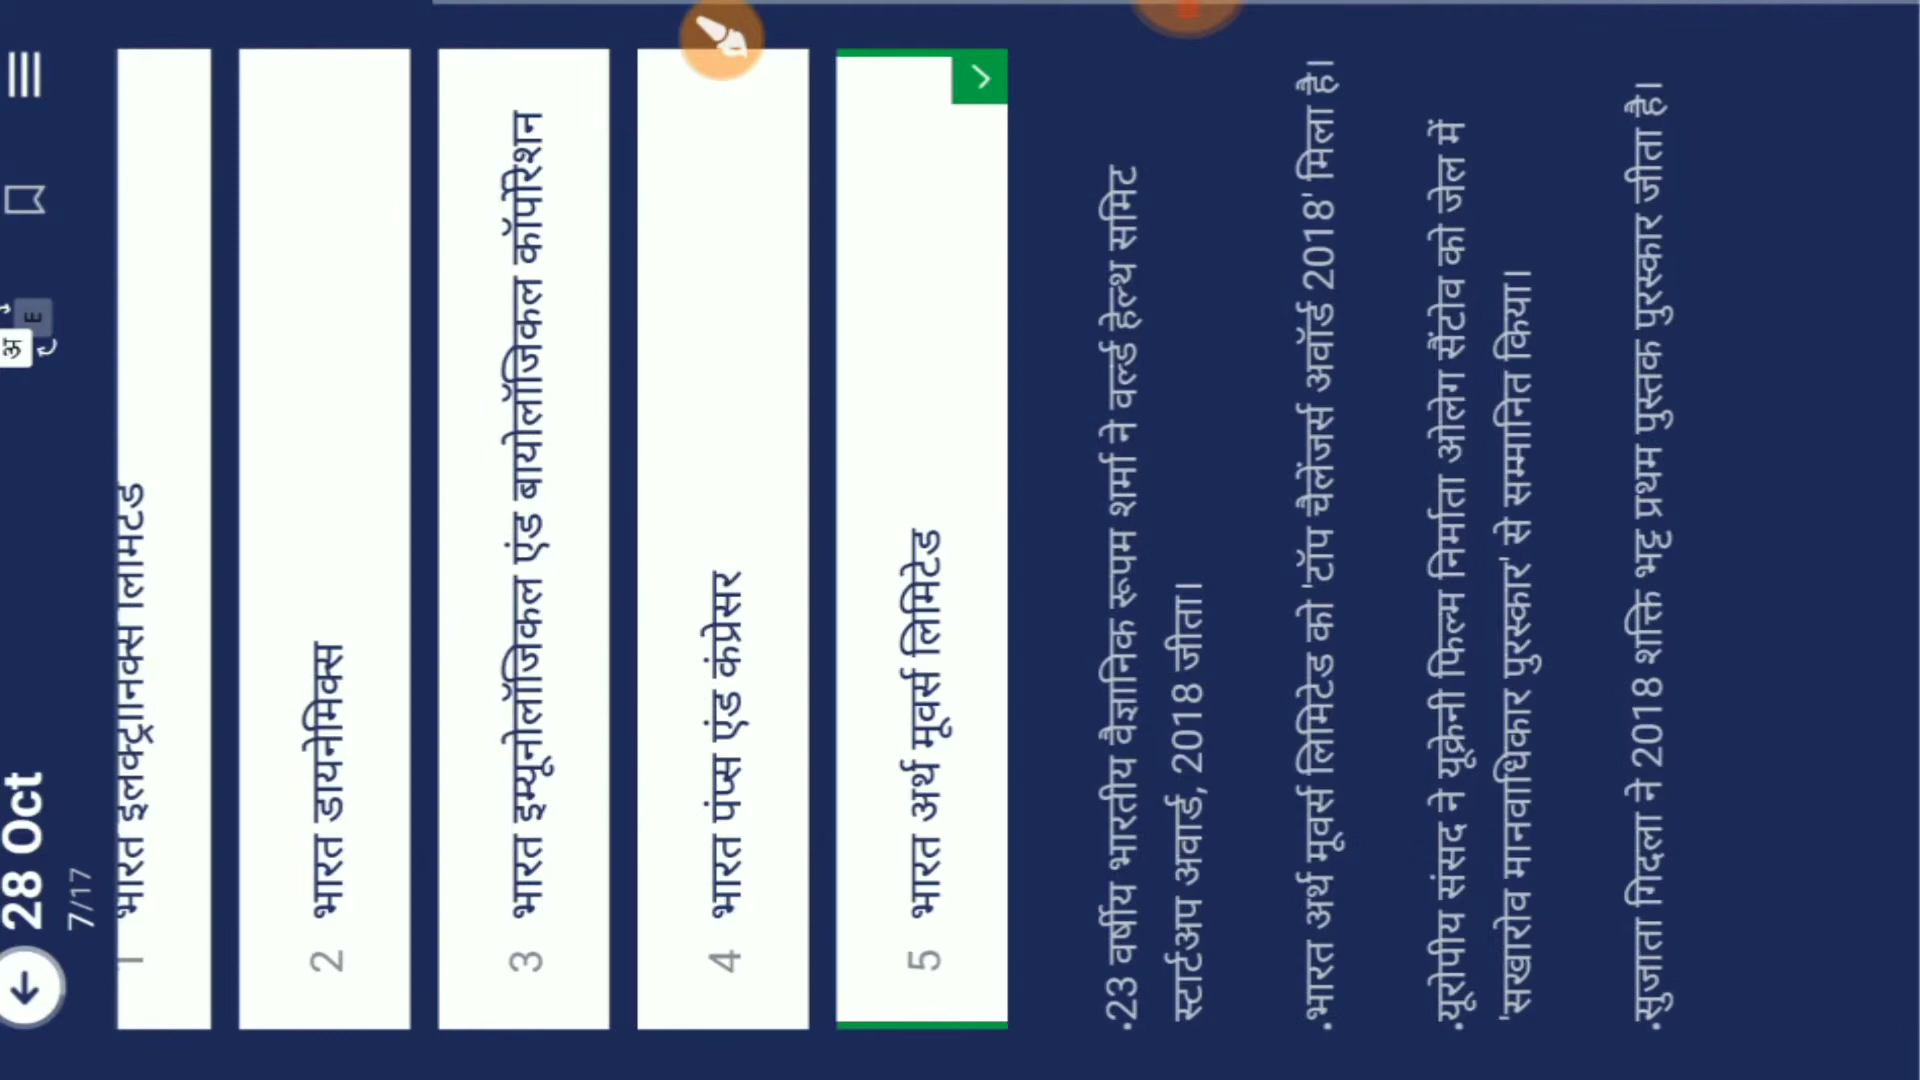 28 Oct
7/17
अ
E
1 भारत इलेक्ट्रॉनिक्स लिमिटेड
2 भारत डायनेमिक्स
3 भारत इम्यूनोलॉजिकल एंड बायोलॉजिकल कॉर्पोरेशन
4 भारत पंप्स एंड कंप्रेसर
5 भारत अर्थ मूवर्स लिमिटेड
•23 वर्षीय भारतीय वैज्ञानिक रूपम शर्मा ने वर्ल्ड हेल्थ समिट
स्टार्टअप अवार्ड, 2018 जीता।
•भारत अर्थ मूवर्स लिमिटेड को 'टॉप चैलेंजर्स अवॉर्ड 2018' मिला है।
•यूरोपीय संसद ने यूक्रेनी फिल्म निर्माता ओलेग सेंटोव को जेल में
'सखारोव मानवाधिकार पुरस्कार' से सम्मानित किया।
•सुजाता गिदला ने 2018 शक्ति भट्ट प्रथम पुस्तक पुरस्कार जीता है।